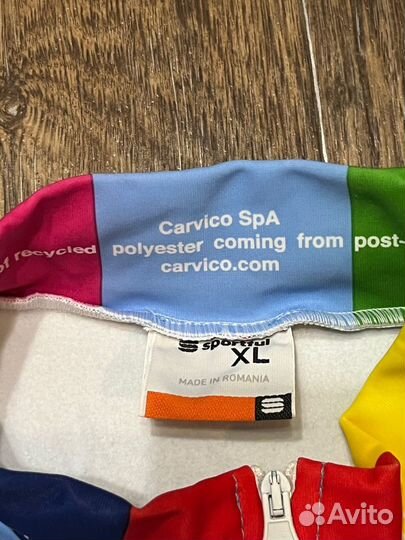 Carvico SpA
of recycled polyester coming from post-
carvico.com
sportful
XL
MADE IN ROMANIA
Avito